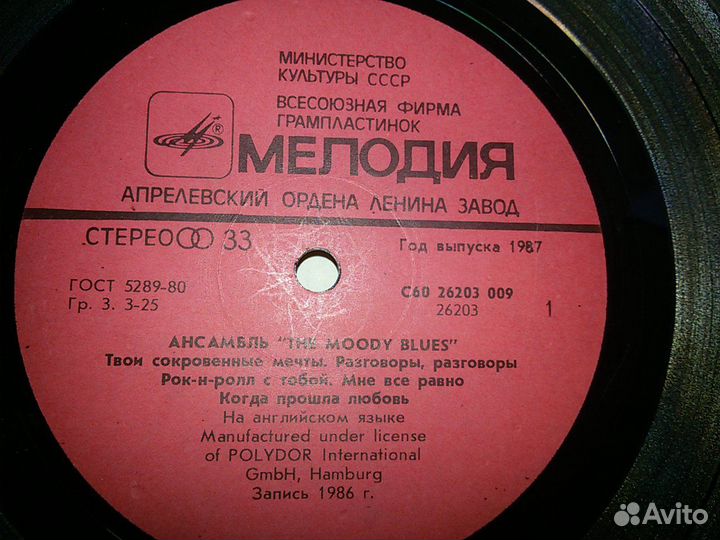 МИНИСТЕРСТВО
КУЛЬТУРЫ СССР
ВСЕСОЮЗНАЯ ФИРМА
ГРАМПЛАСТИНОК
®
МЕЛОДИЯ
АПРЕЛЕВСКИЙ ОРДЕНА ЛЕНИНА ЗАВОД
СТЕРЕО 33
Год выпуска 1987
ГОСТ 5289-80
Гр. 3. 3-25
С60 26203 009
26203
1
АНСАМБЛЬ "THE MOODY BLUES"
Твои сокровенные мечты. Разговоры, разговоры
Рок-н-ролл с тобой. Мне все равно
Когда прошла любовь
На английском языке
Manufactured under license
of POLYDOR International
GmbH, Hamburg
Запись 1986 г.
Avito